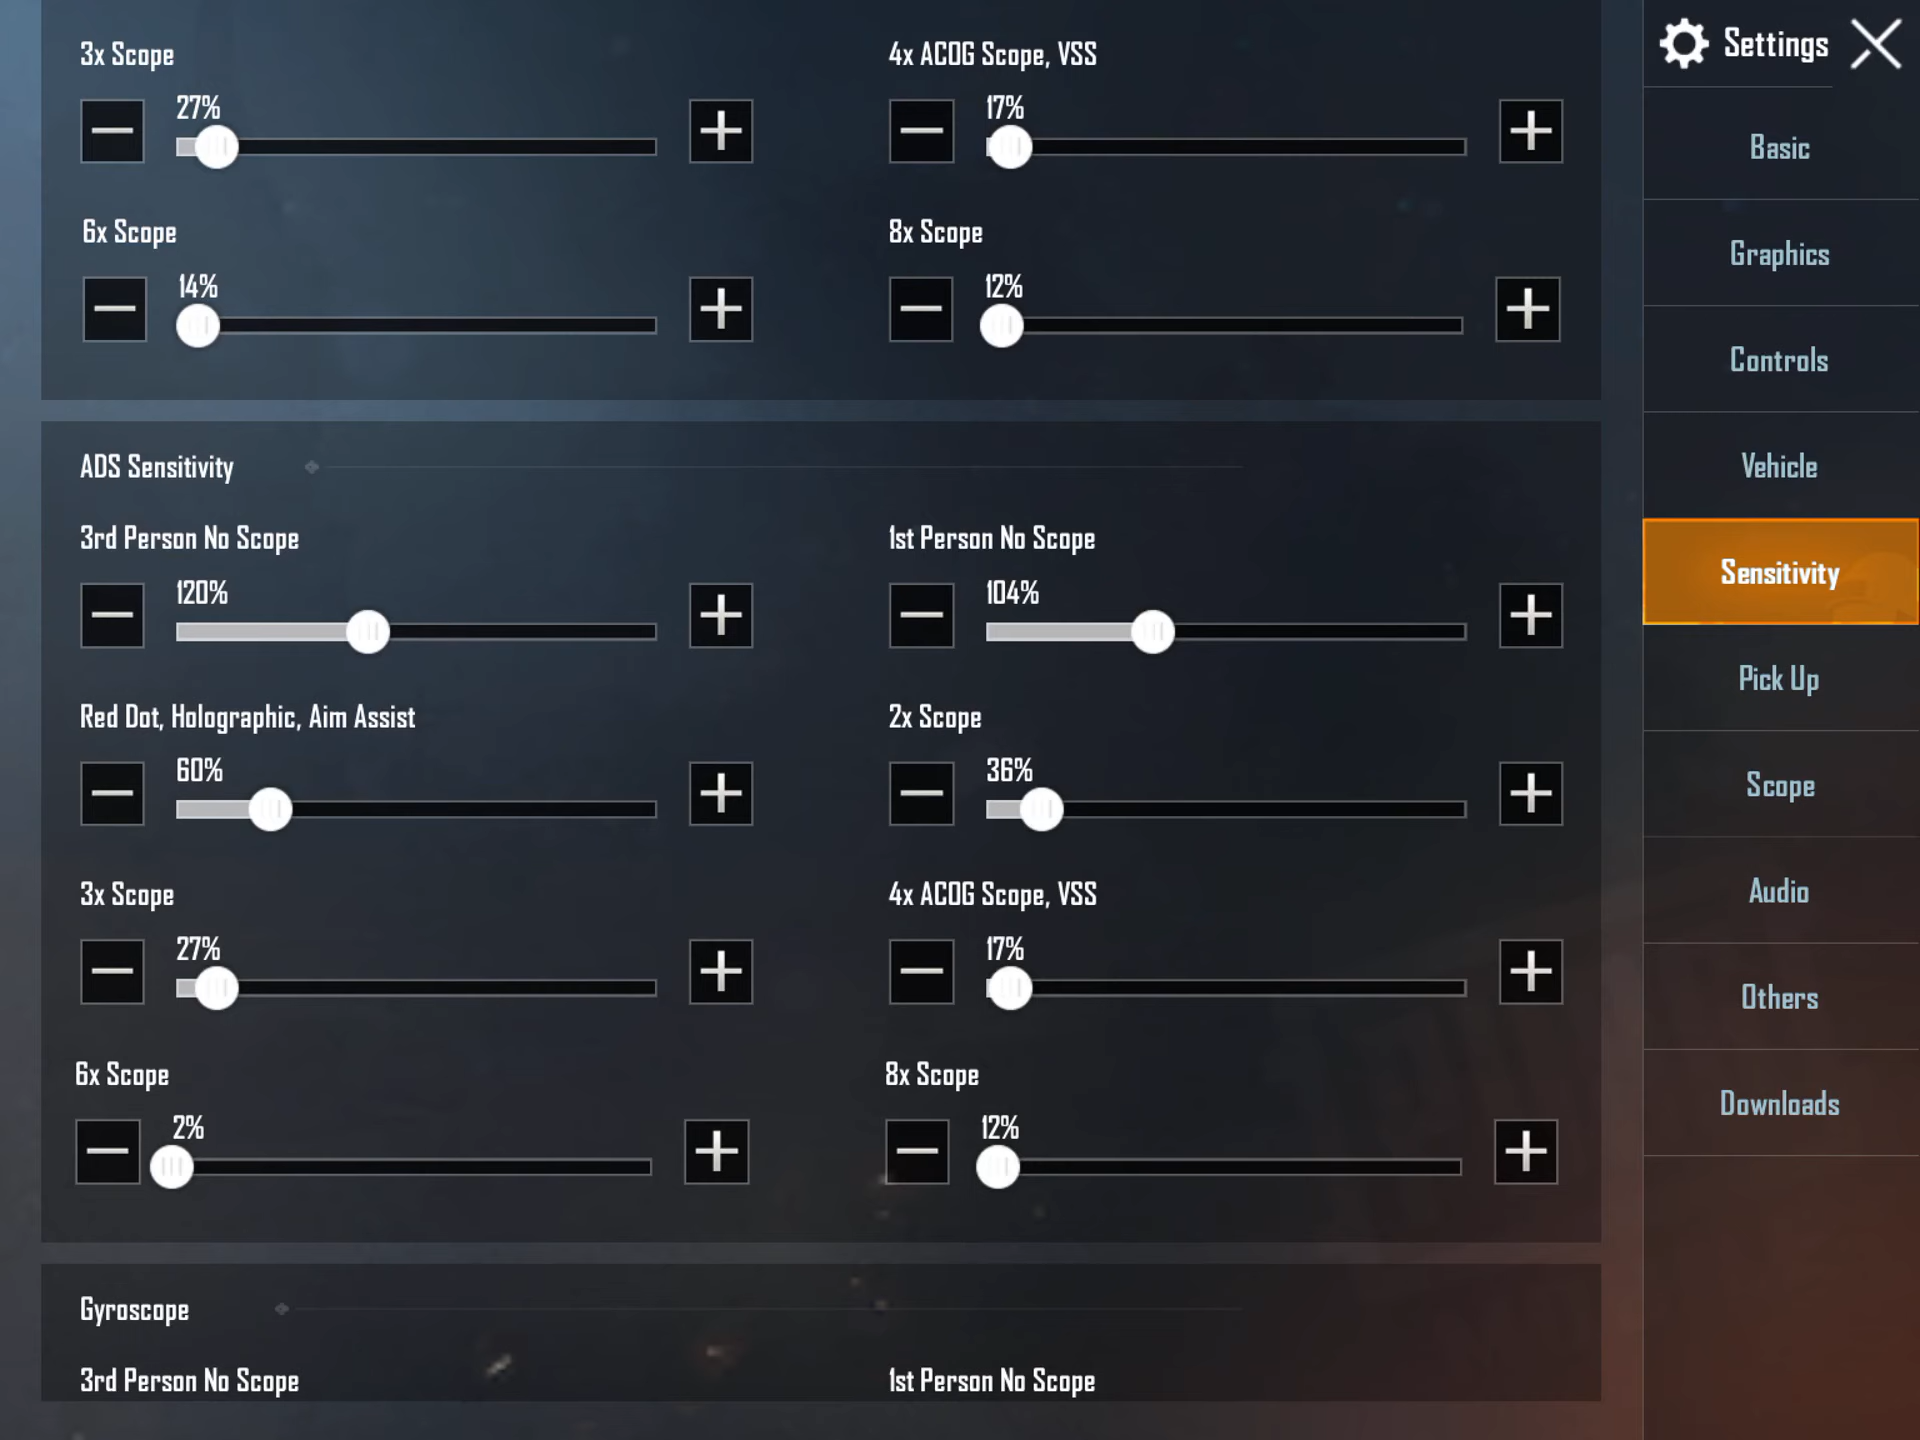 3x Scope
4x ACOG Scope, VSS
27%
17%
6x Scope
8x Scope
14%
12%
ADS Sensitivity
3rd Person No Scope
1st Person No Scope
120%
104%
Red Dot, Holographic, Aim Assist
2x Scope
60%
36%
3x Scope
4x ACOG Scope, VSS
27%
17%
6x Scope
8x Scope
2%
12%
Gyroscope
3rd Person No Scope
1st Person No Scope
Settings
Basic
Graphics
Controls
Vehicle
Sensitivity
Pick Up
Scope
Audio
Others
Downloads